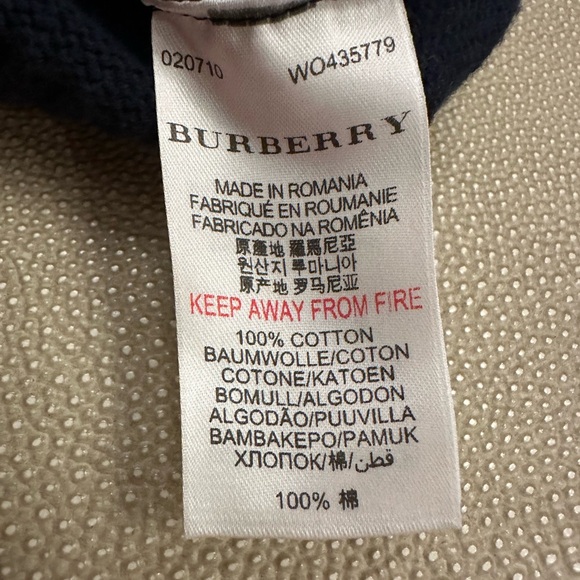 020710 WO435779
BURBERRY
MADE IN ROMANIA
FABRIQUÉ EN ROUMANIE
FABRICADO NA ROMÊNIA
原產地 羅馬尼亞
원산지 루마니아
原产地 罗马尼亚
KEEP AWAY FROM FIRE
100% COTTON
BAUMWOLLE/COTON
COTONE/KATOEN
BOMULL/ALGODON
ALGODÃO/PUUVILLA
BAMBAKEPO/PAMUK
ХЛОПОК/棉/قطن
100% 棉